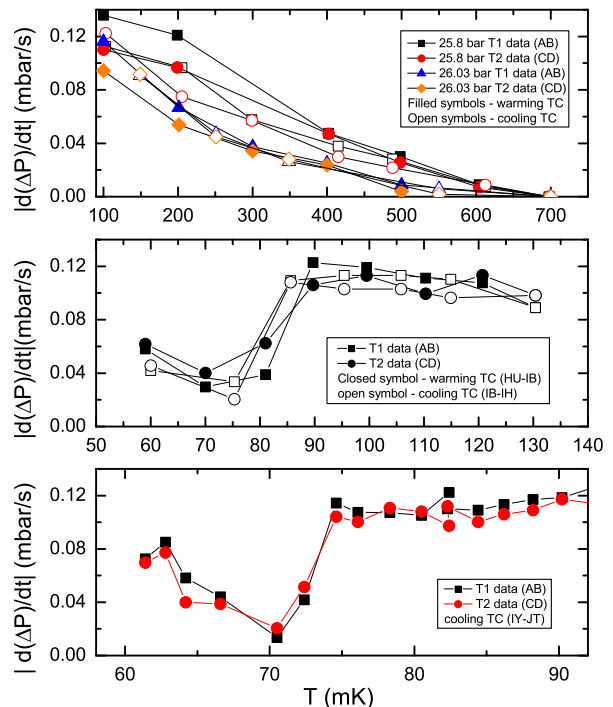 |d(ΔP)/dt| (mbar/s)
0.12
0.08
0.04
0.00
25.8 bar T1 data (AB)
25.8 bar T2 data (CD)
26.03 bar T1 data (AB)
26.03 bar T2 data (CD)
Filled symbols - warming TC
Open symbols - cooling TC
100 200 300 400 500 600 700
|d(ΔP)/dt|(mbar/s)
0.12
0.08
0.04
0.00
T1 data (AB)
T2 data (CD)
Closed symbol - warming TC (HU-IB)
open symbol - cooling TC (IB-IH)
50 60 70 80 90 100 110 120 130 140
| d(ΔP)/dt| (mbar/s)
0.12
0.08
0.04
0.00
T1 data (AB)
T2 data (CD)
cooling TC (IY-JT)
60 70 80 90
T (mK)